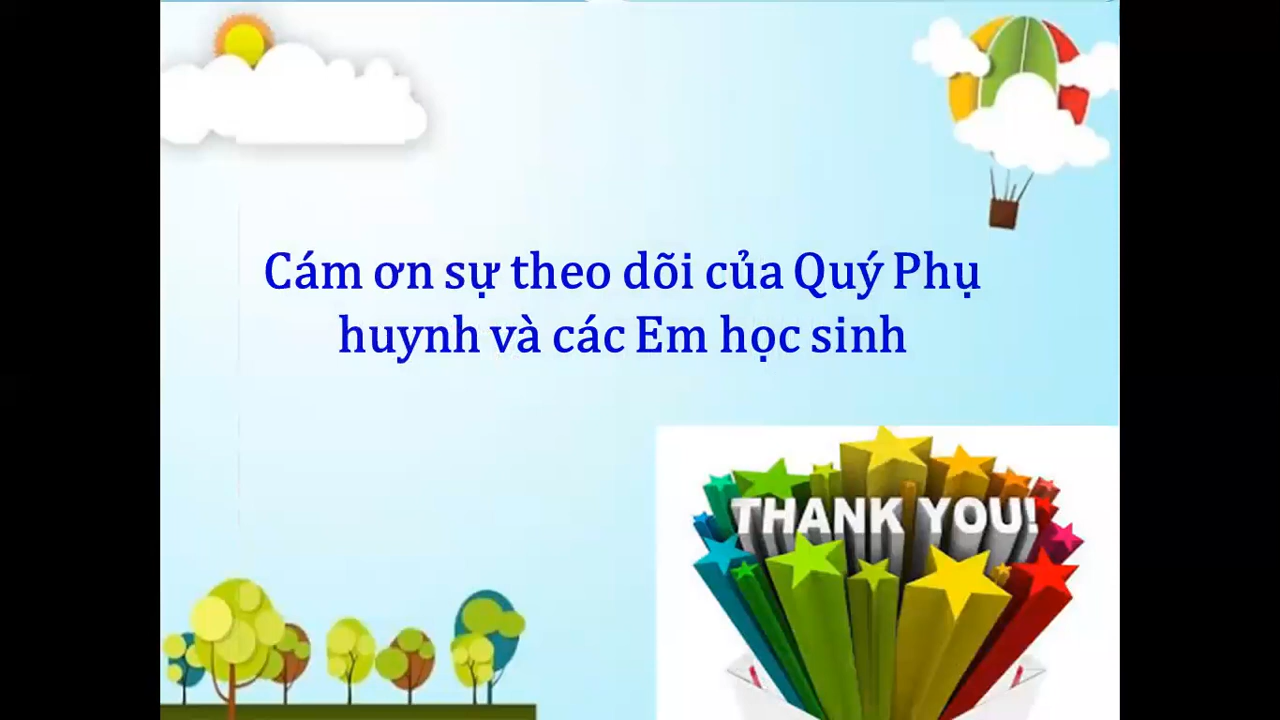 Cám ơn sự theo dõi của Quý Phụ
huynh và các Em học sinh
THANK YOU!